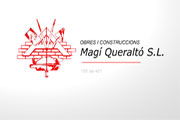 OBRES I CONSTRUCCIONS
Magí Queraltó S.L.